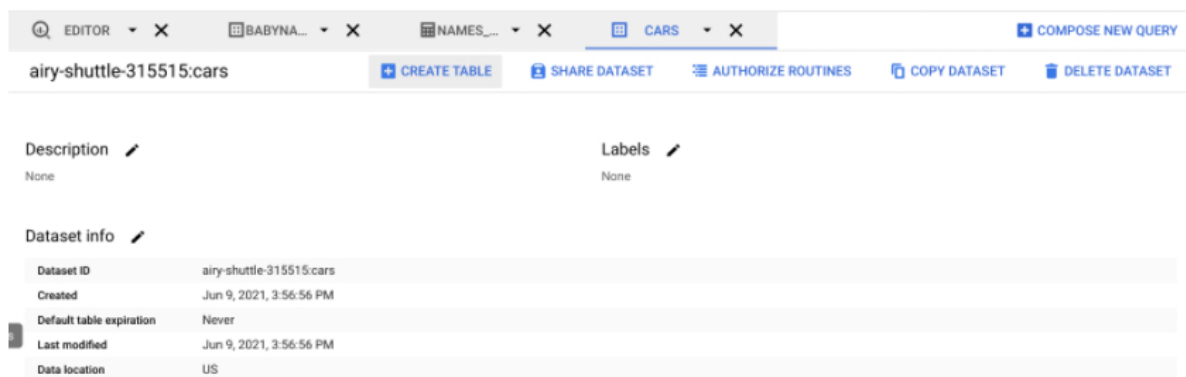 EDITOR BABYNA... NAMES_... CARS COMPOSE NEW QUERY
airy-shuttle-315515:cars CREATE TABLE SHARE DATASET AUTHORIZE ROUTINES COPY DATASET DELETE DATASET
Description Labels
None None
Dataset info
Dataset ID airy-shuttle-315515:cars
Created Jun 9, 2021, 3:56:56 PM
Default table expiration Never
Last modified Jun 9, 2021, 3:56:56 PM
Data location US